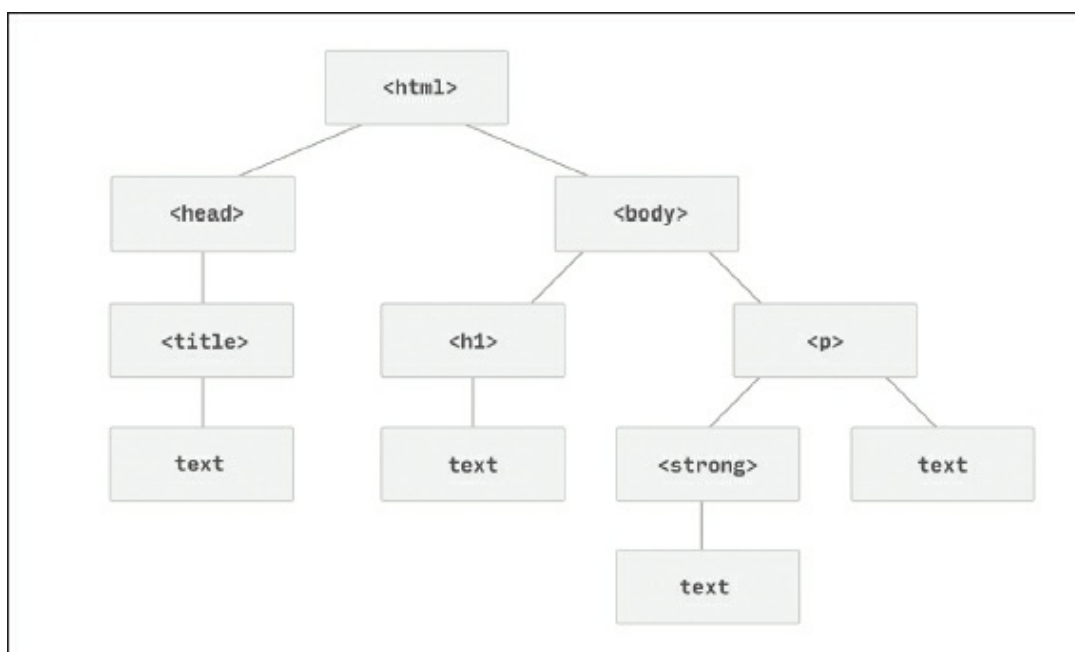 <html>
<head>
<body>
<title>
<h1>
<p>
text
text
<strong>
text
text